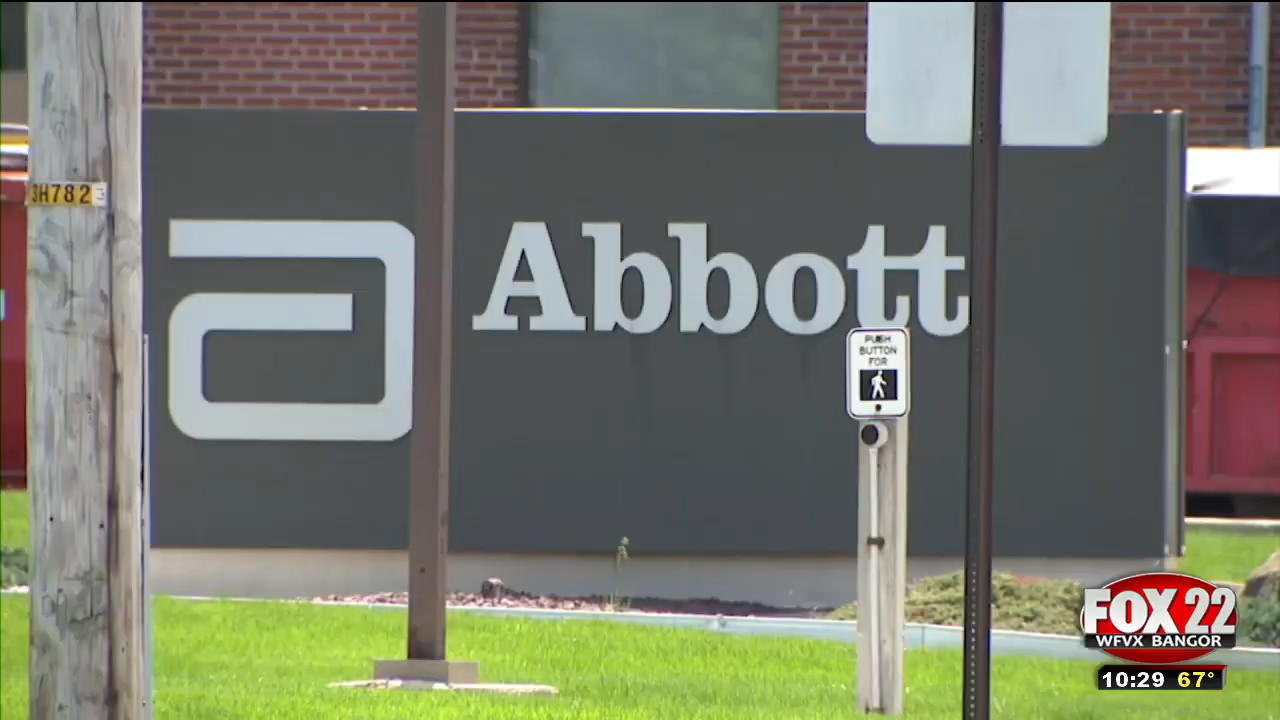 3H782
Abbott
PUSH
BUTTON
FOR
FOX 22
WFVX BANGOR
10:29 67°